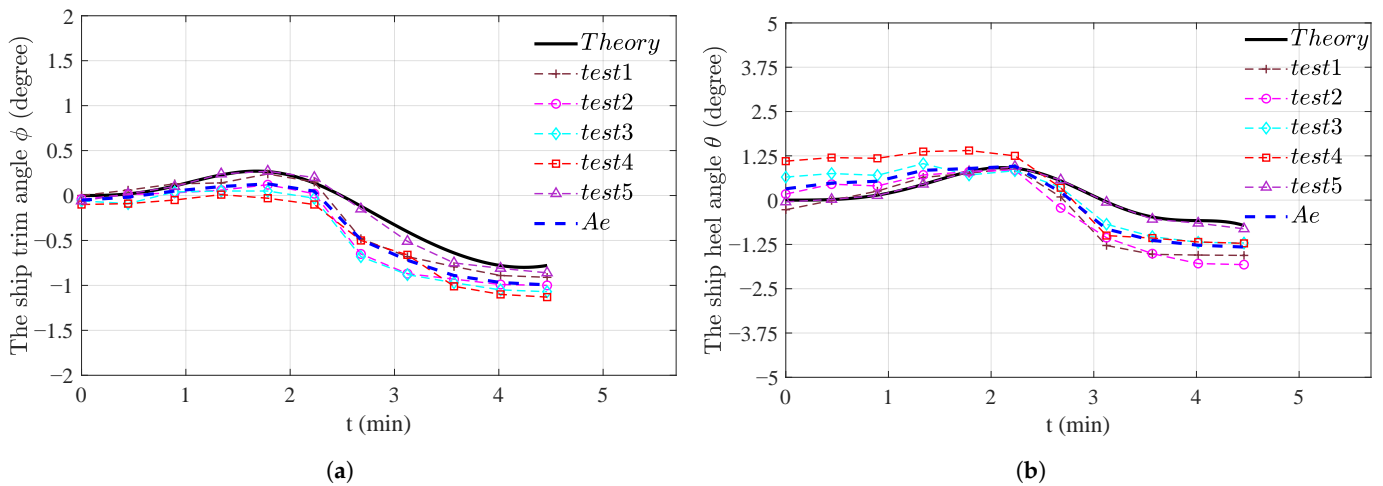 The ship trim angle ϕ (degree)
2
1.5
1
0.5
0
−0.5
−1
−1.5
−2
0 1 2 3 4 5
t (min)
Theory
test1
test2
test3
test4
test5
Ae
(a)
The ship heel angle θ (degree)
5
3.75
2.5
1.25
0
−1.25
−2.5
−3.75
−5
0 1 2 3 4 5
t (min)
Theory
test1
test2
test3
test4
test5
Ae
(b)